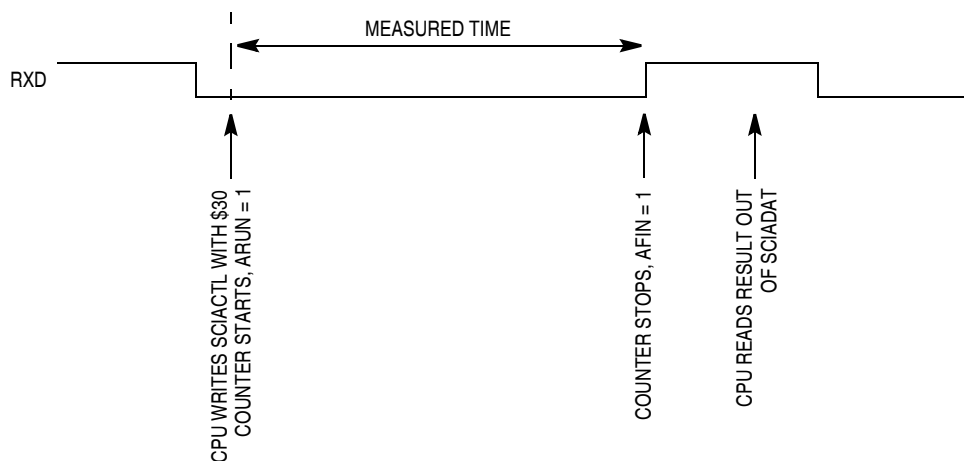 MEASURED TIME
RXD
CPU WRITES SCIACTL WITH $30
COUNTER STARTS, ARUN = 1
COUNTER STOPS, AFIN = 1
CPU READS RESULT OUT
OF SCIADAT